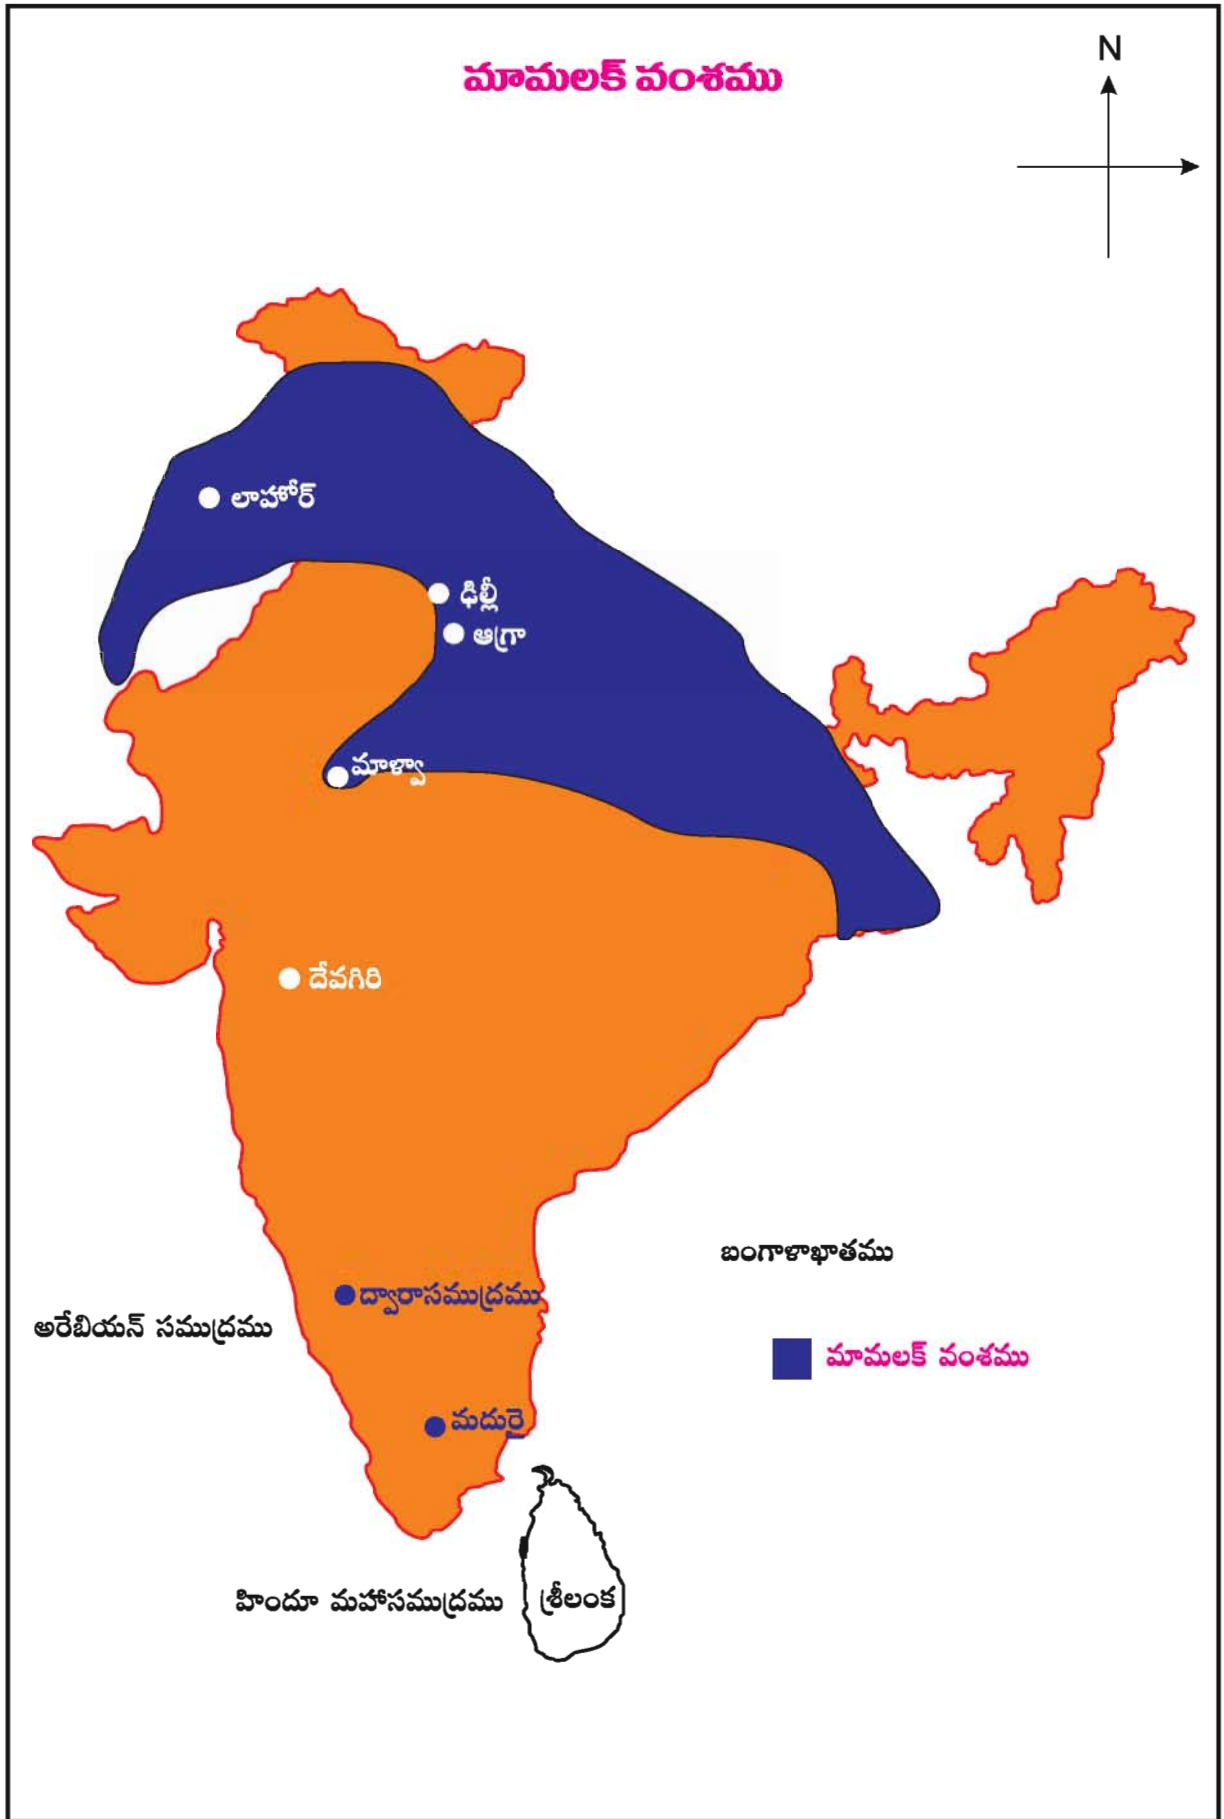 మామలక్ వంశము
N
లాహోర్
ఢిల్లీ
ఆగ్రా
మాళ్వా
దేవగిరి
బంగాళాఖాతము
ద్వారాసముద్రము
అరేబియన్ సముద్రము
మామలక్ వంశము
మదురై
హిందూ మహాసముద్రము
శ్రీలంక